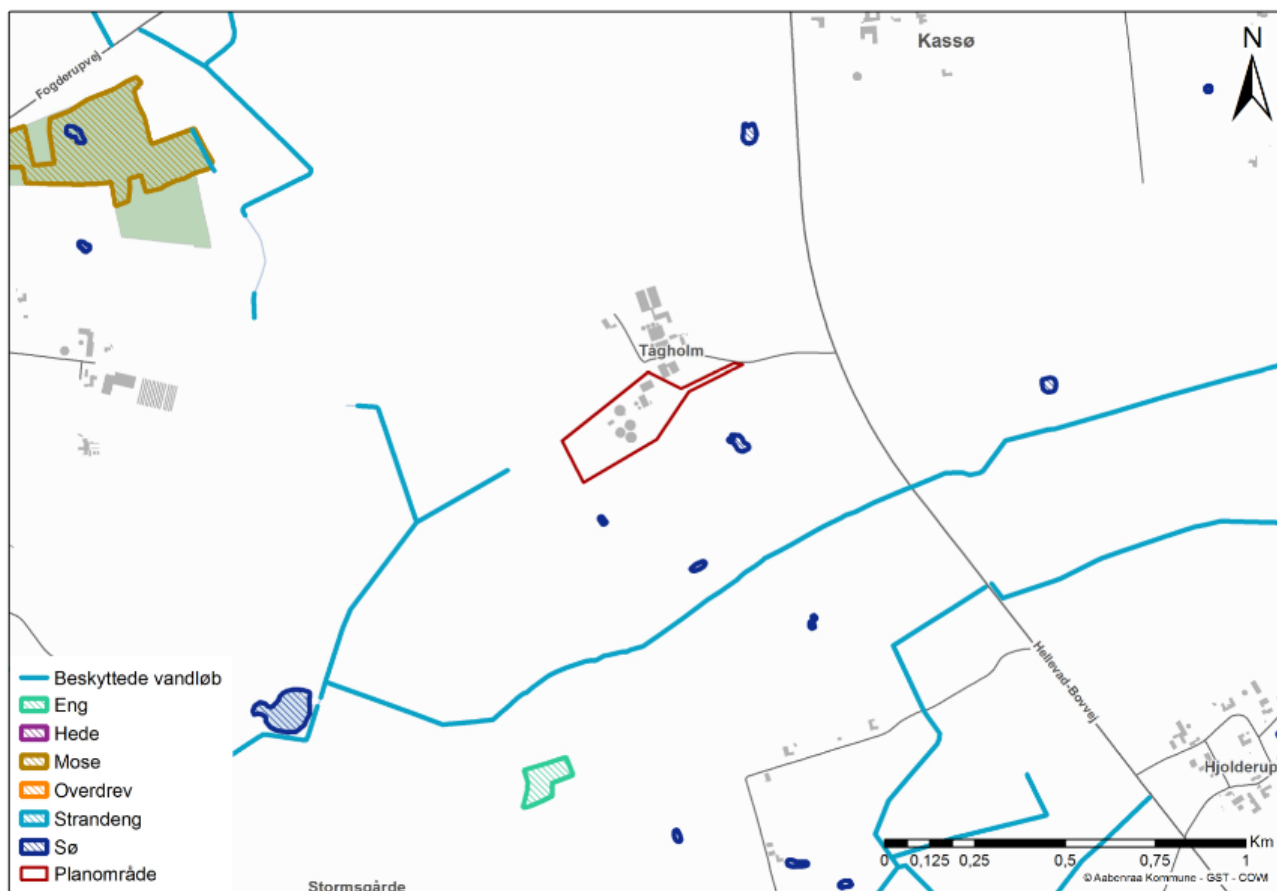 Kassø
N
Fogderupvej
Tagholm
Hellevad-Bovvej
Hjolderup
Beskyttede vandløb
Eng
Hede
Mose
Overdrev
Strandeng
Sø
Planområde
Stormsgårde
Km
0 0,125 0,25 0,5 0,75 1
© Aabenraa Kommune - GST - COWI